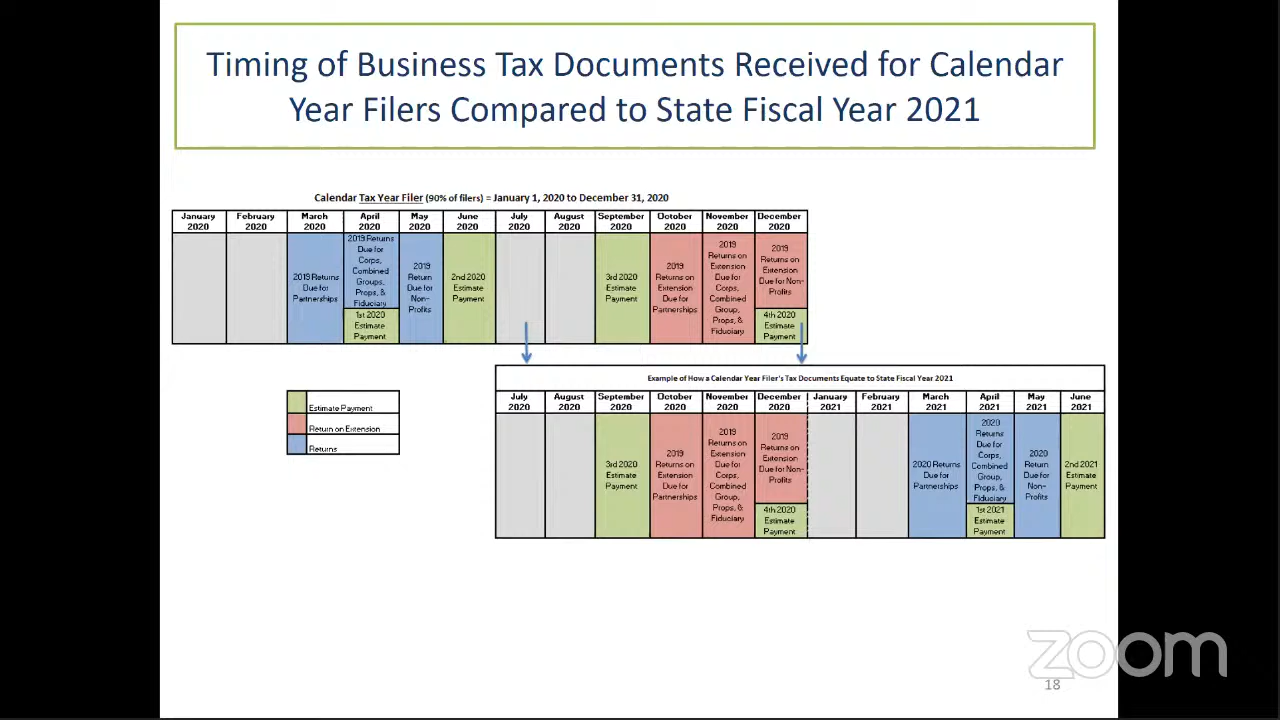 Timing of Business Tax Documents Received for Calendar
Year Filers Compared to State Fiscal Year 2021
Calendar Tax Year Filer (90% of filers) = January 1, 2020 to December 31, 2020
January 2020
February 2020
March 2020
April 2020
May 2020
June 2020
July 2020
August 2020
September 2020
October 2020
November 2020
December 2020
2019 Returns
Due for
Partnerships
2019 Returns
Due for
Corps,
Combined
Groups,
Props, &
Fiduciary
1st 2020
Estimate
Payment
2019
Return
Due for
Non-
Profits
2nd 2020
Estimate
Payment
3rd 2020
Estimate
Payment
2019
Returns on
Extension
Due for
Partnerships
2019
Returns on
Extension
Due for
Corps,
Combined
Group,
Props, &
Fiduciary
2019
Returns on
Extension
Due for Non-
Profits
4th 2020
Estimate
Payment
Example of How a Calendar Year Filer's Tax Documents Equate to State Fiscal Year 2021
July 2020
August 2020
September 2020
October 2020
November 2020
December 2020
January 2021
February 2021
March 2021
April 2021
May 2021
June 2021
3rd 2020
Estimate
Payment
2019
Returns on
Extension
Due for
Partnerships
2019
Returns on
Extension
Due for
Corps,
Combined
Group,
Props, &
Fiduciary
2019
Returns on
Extension
Due for Non-
Profits
4th 2020
Estimate
Payment
2020 Returns
Due for
Partnerships
2020
Returns
Due for
Corps,
Combined
Group,
Props, &
Fiduciary
1st 2021
Estimate
Payment
2020
Return
Due for
Non-
Profits
2nd 2021
Estimate
Payment
Estimate Payment
Return on Extension
Returns
zoom
18